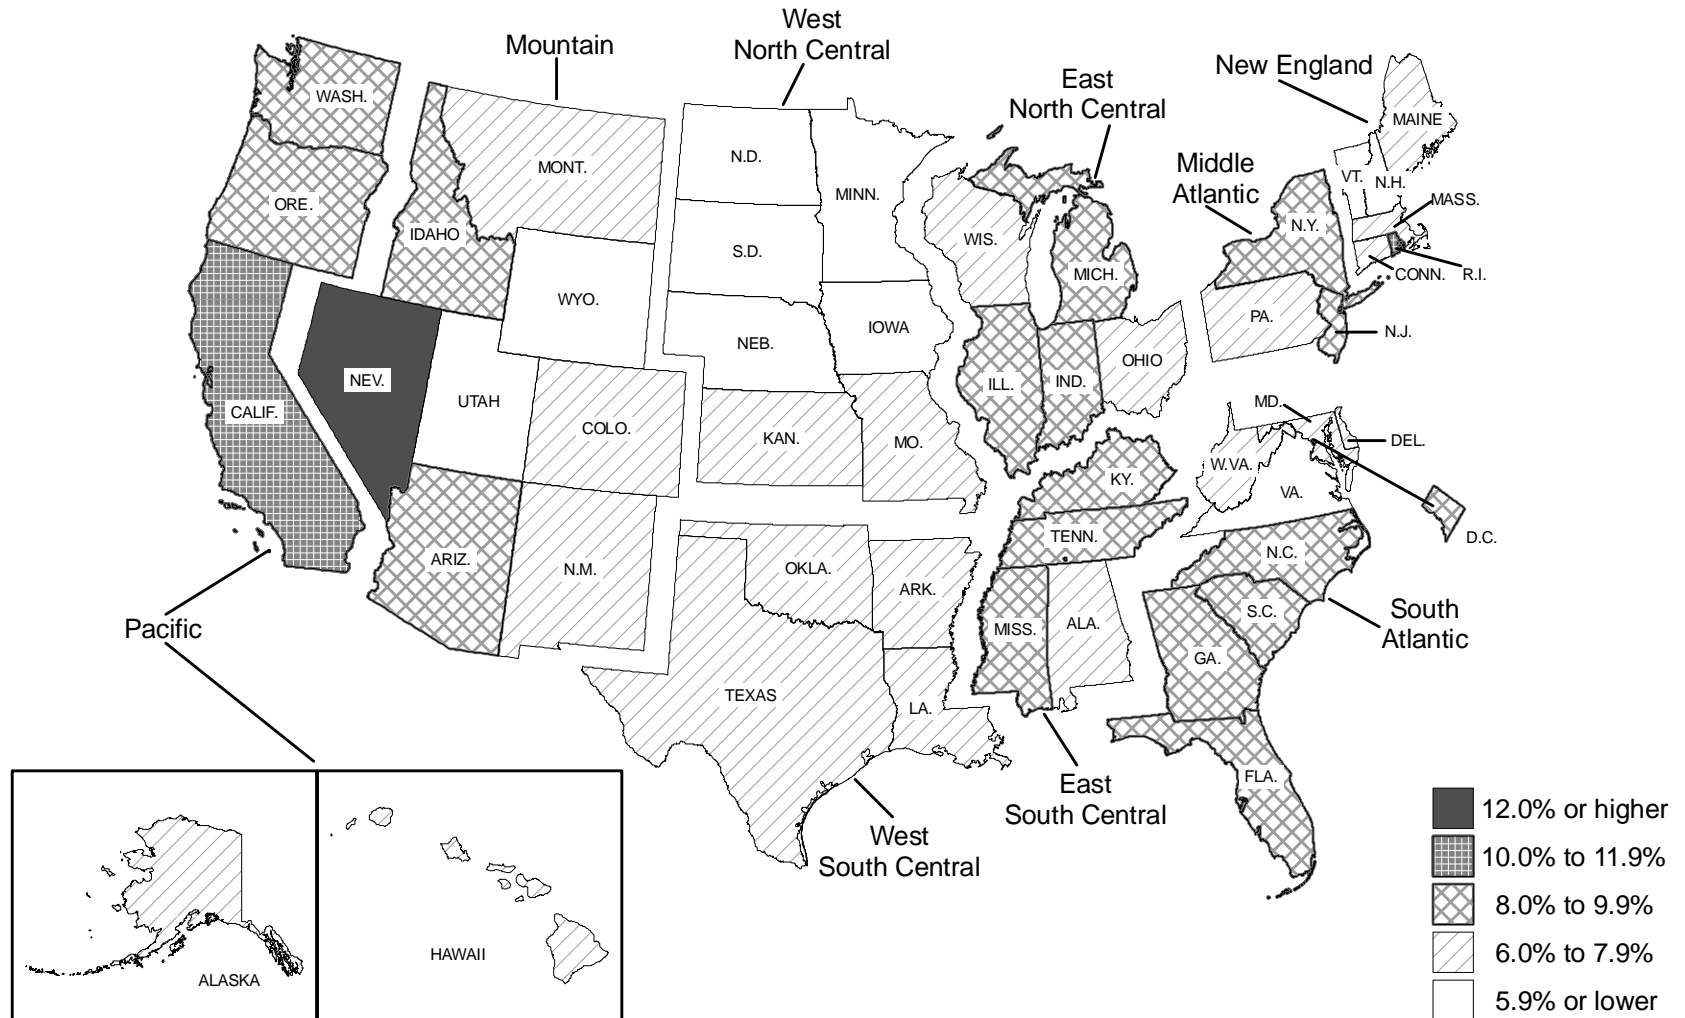 West
North Central
Mountain
New England
East
North Central
WASH.
MAINE
MONT.
N.D.
Middle
Atlantic
VT.
N.H.
MINN.
MASS.
ORE.
IDAHO
N.Y.
WIS.
S.D.
MICH.
CONN.
R.I.
WYO.
PA.
IOWA
N.J.
NEB.
OHIO
NEV.
ILL.
IND.
UTAH
MD.
CALIF.
COLO.
KAN.
MO.
DEL.
W.VA.
KY.
VA.
TENN.
D.C.
N.C.
ARIZ.
N.M.
OKLA.
ARK.
S.C.
South
Atlantic
Pacific
MISS.
ALA.
GA.
TEXAS
LA.
FLA.
East
South Central
West
South Central
HAWAII
ALASKA
12.0% or higher
10.0% to 11.9%
8.0% to 9.9%
6.0% to 7.9%
5.9% or lower